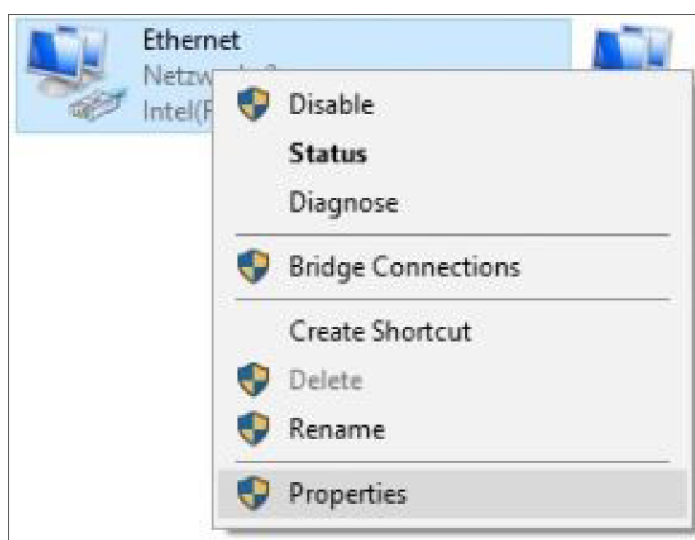 Ethernet
Disable
Status
Diagnose
Bridge Connections
Create Shortcut
Delete
Rename
Properties